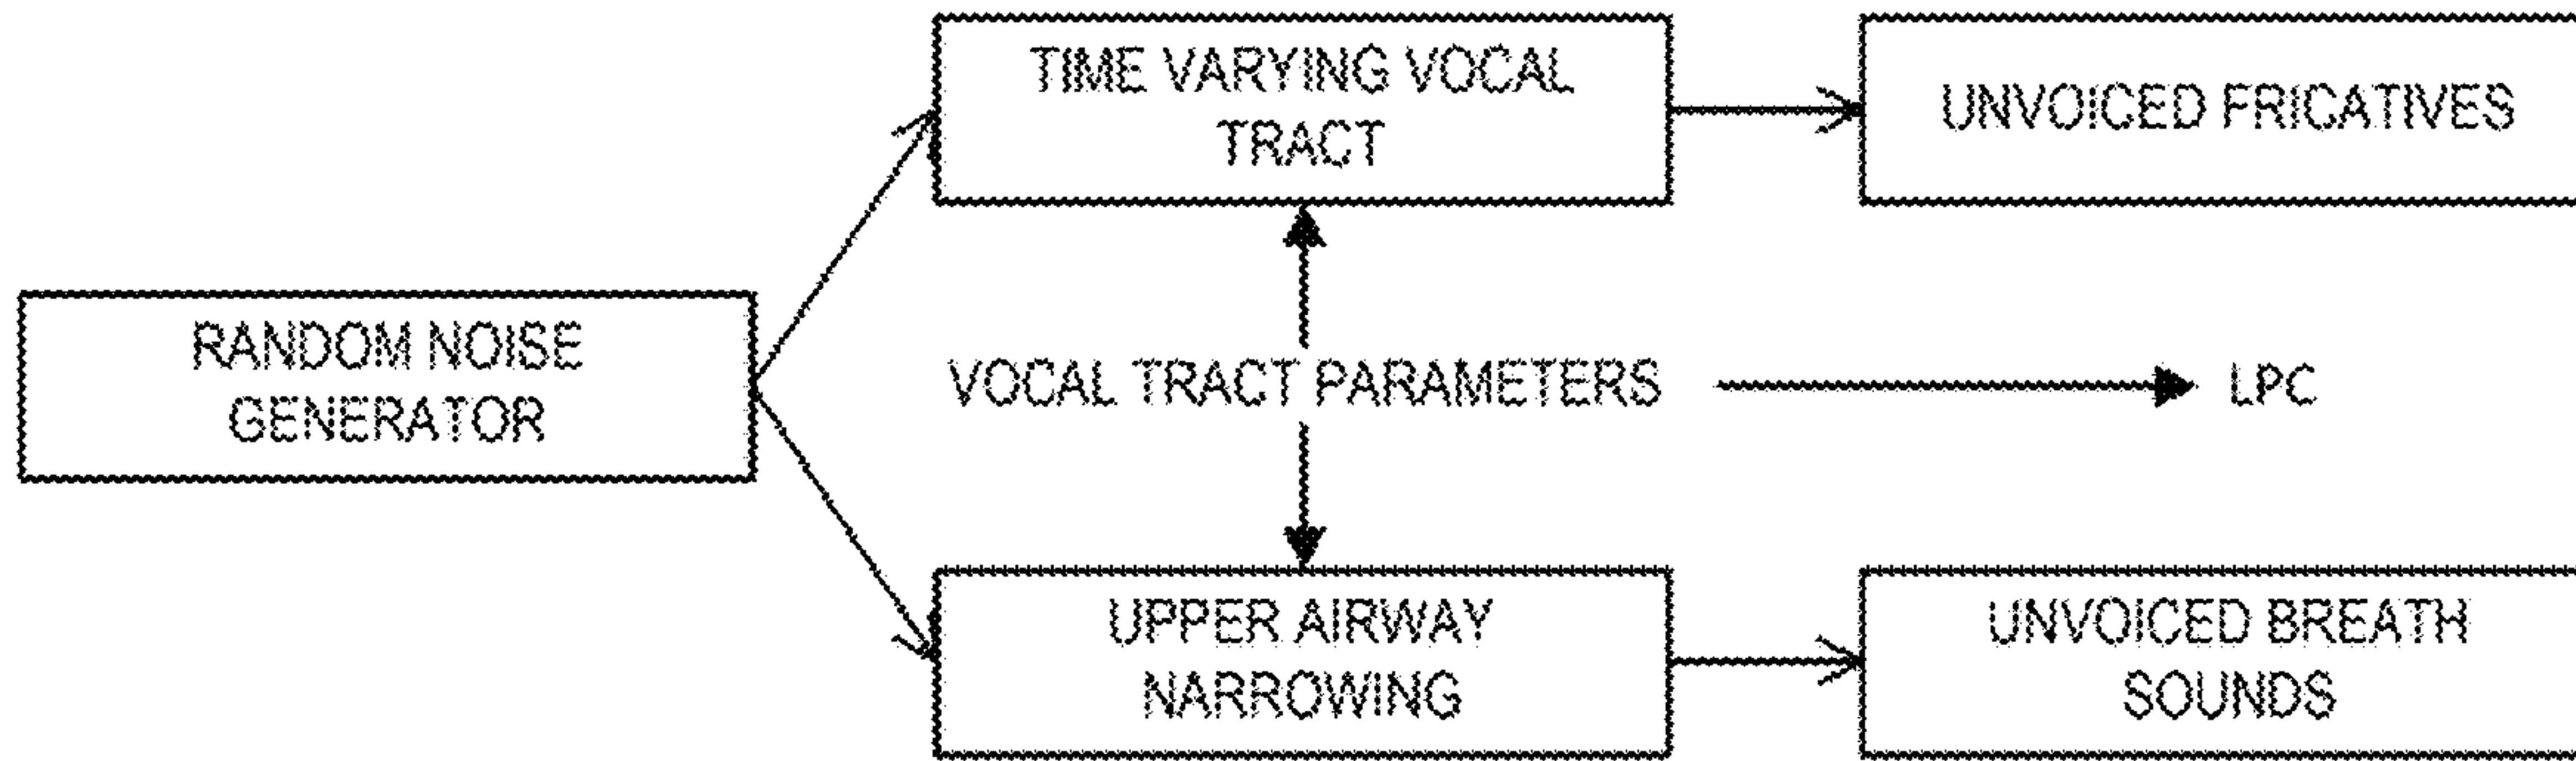 TIME VARYING VOCAL
TRACT
UNVOICED FRICATIVES
RANDOM NOISE
GENERATOR
VOCAL TRACT PARAMETERS
LPC
UPPER AIRWAY
NARROWING
UNVOICED BREATH
SOUNDS